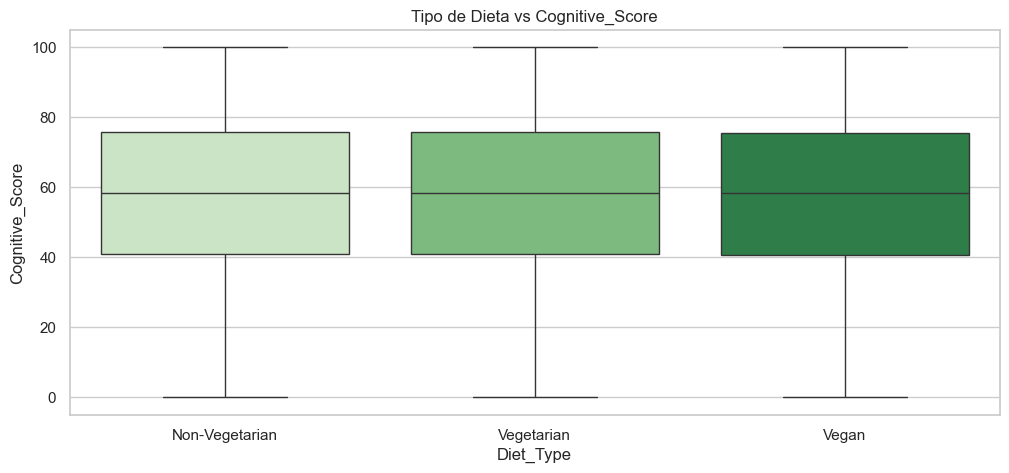 Tipo de Dieta vs Cognitive_Score
100
80
60
40
20
0
Cognitive_Score
Non-Vegetarian
Vegetarian
Vegan
Diet_Type